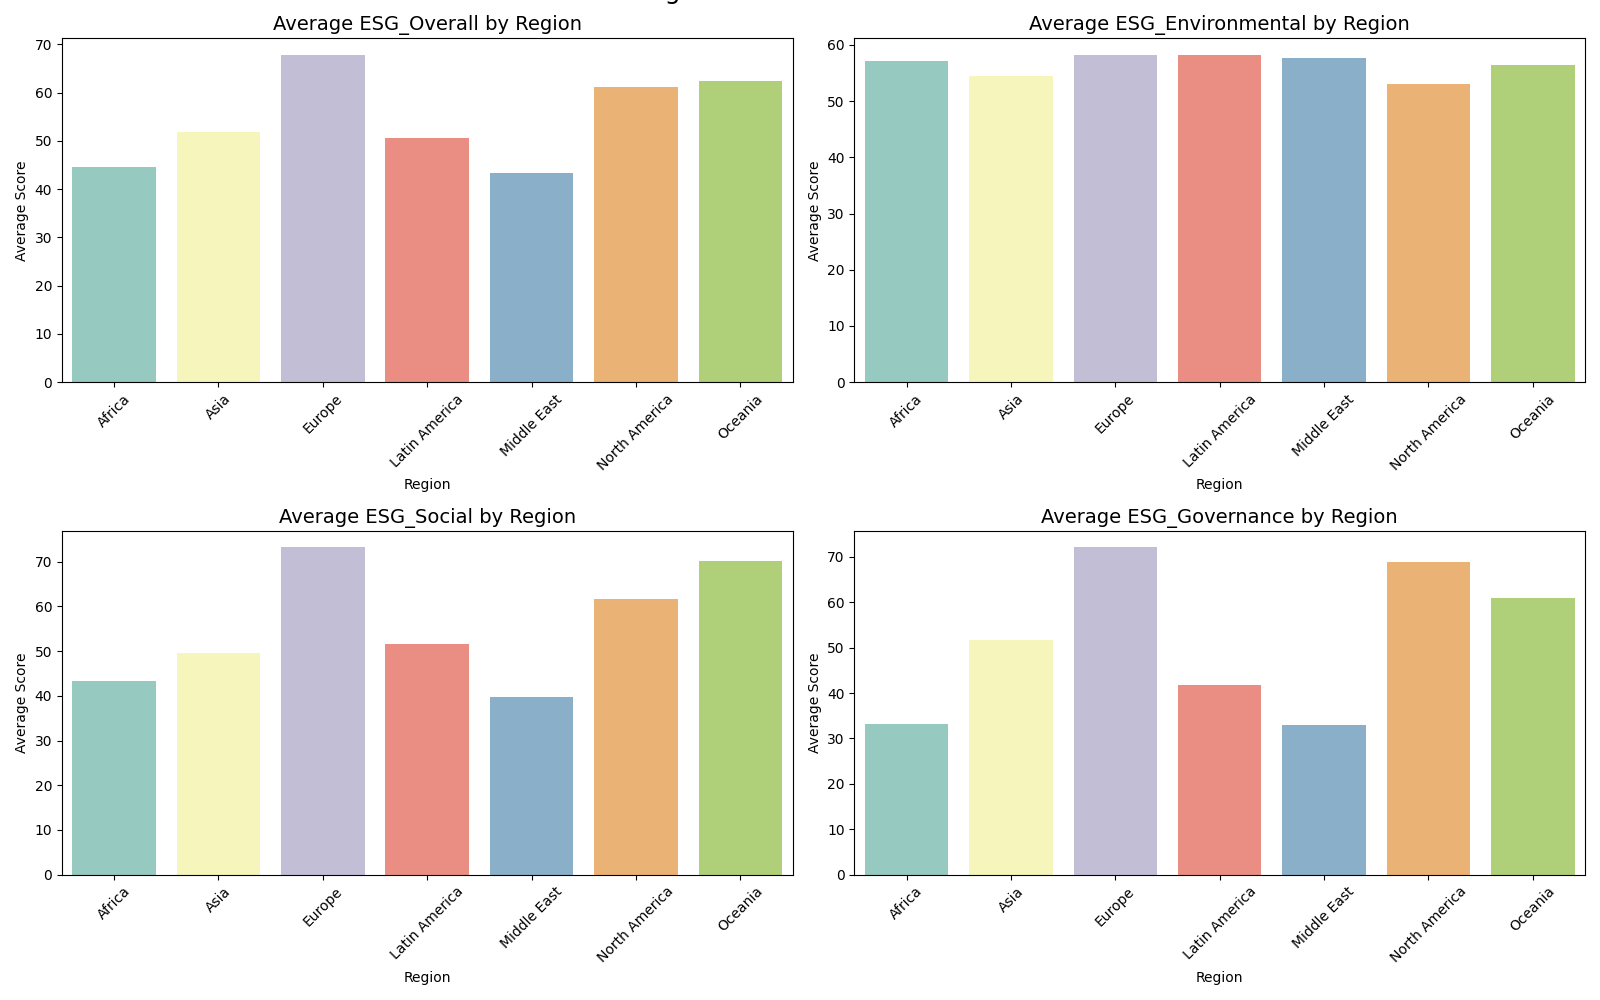 Average ESG_Overall by Region
Average Score
70
60
50
40
30
20
10
0
Africa
Asia
Europe
Latin America
Middle East
North America
Oceania
Region
Average ESG_Environmental by Region
Average Score
60
50
40
30
20
10
0
Africa
Asia
Europe
Latin America
Middle East
North America
Oceania
Region
Average ESG_Social by Region
Average Score
70
60
50
40
30
20
10
0
Africa
Asia
Europe
Latin America
Middle East
North America
Oceania
Region
Average ESG_Governance by Region
Average Score
70
60
50
40
30
20
10
0
Africa
Asia
Europe
Latin America
Middle East
North America
Oceania
Region